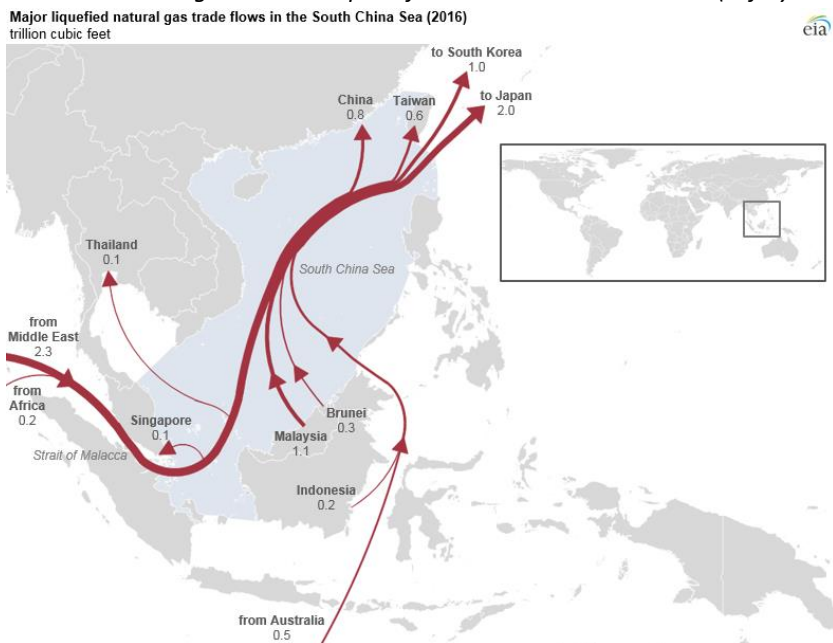 Major liquefied natural gas trade flows in the South China Sea (2016)
trillion cubic feet
eia
to South Korea
1.0
to Japan
2.0
China
0.8
Taiwan
0.6
Thailand
0.1
South China Sea
from
Middle East
2.3
from
Africa
0.2
Singapore
0.1
Strait of Malacca
Brunei
0.3
Malaysia
1.1
Indonesia
0.2
from Australia
0.5